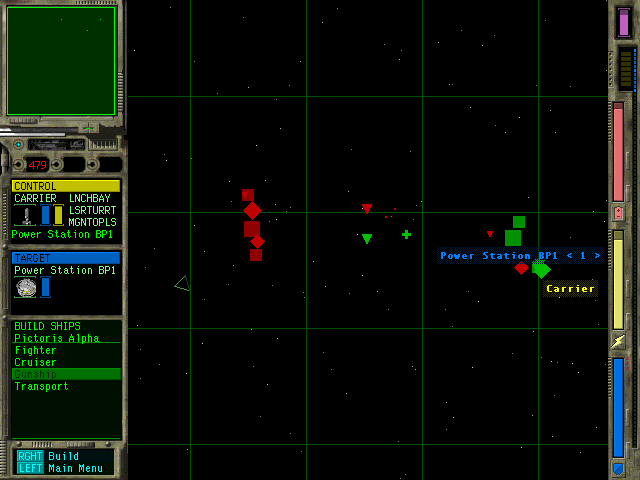 479
CONTROL
CARRIER LNCHBAY
LSRTURRT
MGNTOPLS
Power Station BP1
TARGET
Power Station BP1
BUILD SHIPS
Pictoris Alpha
Fighter
Cruiser
Gunship
Transport
RGHT Build
LEFT Main Menu
Power Station BP1 < 1 >
Carrier